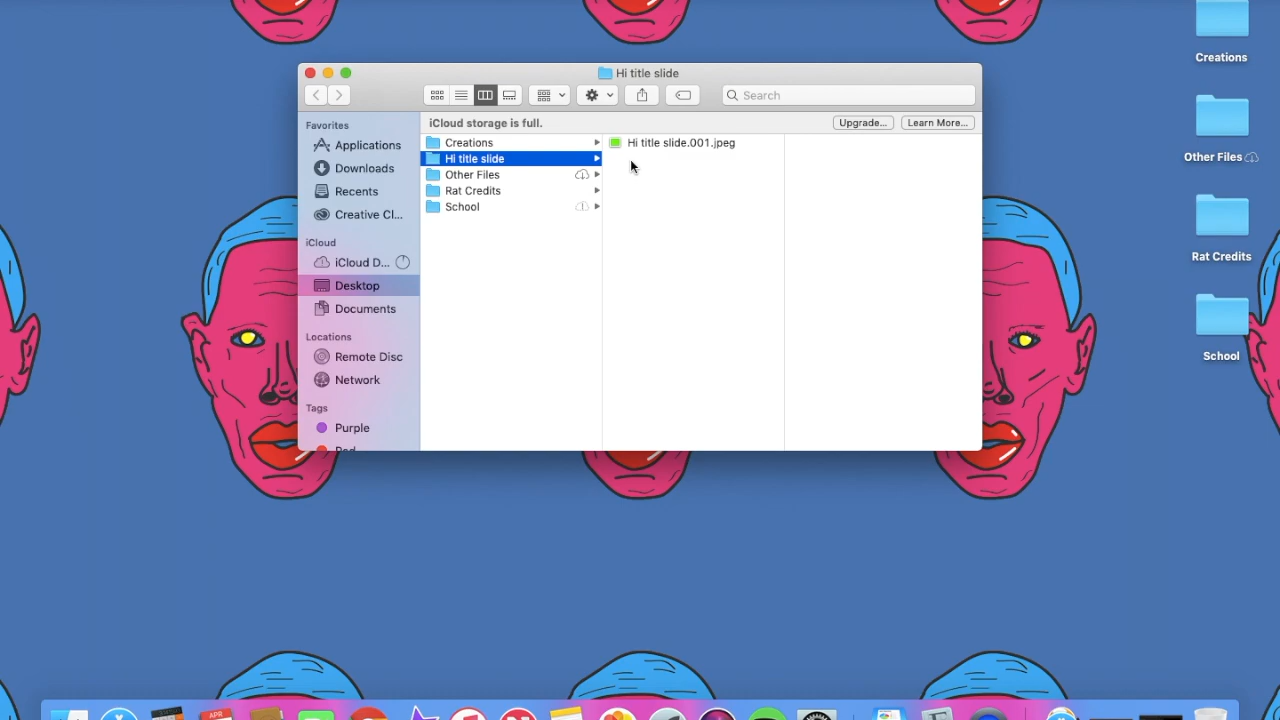 Creations
Other Files
Rat Credits
School
Hi title slide
Search
iCloud storage is full.
Upgrade...
Learn More...
Favorites
Applications
Downloads
Recents
Creative Cl...
iCloud
iCloud D...
Desktop
Documents
Locations
Remote Disc
Network
Tags
Purple
Red
Creations
Hi title slide
Other Files
Rat Credits
School
Hi title slide.001.jpeg
APR